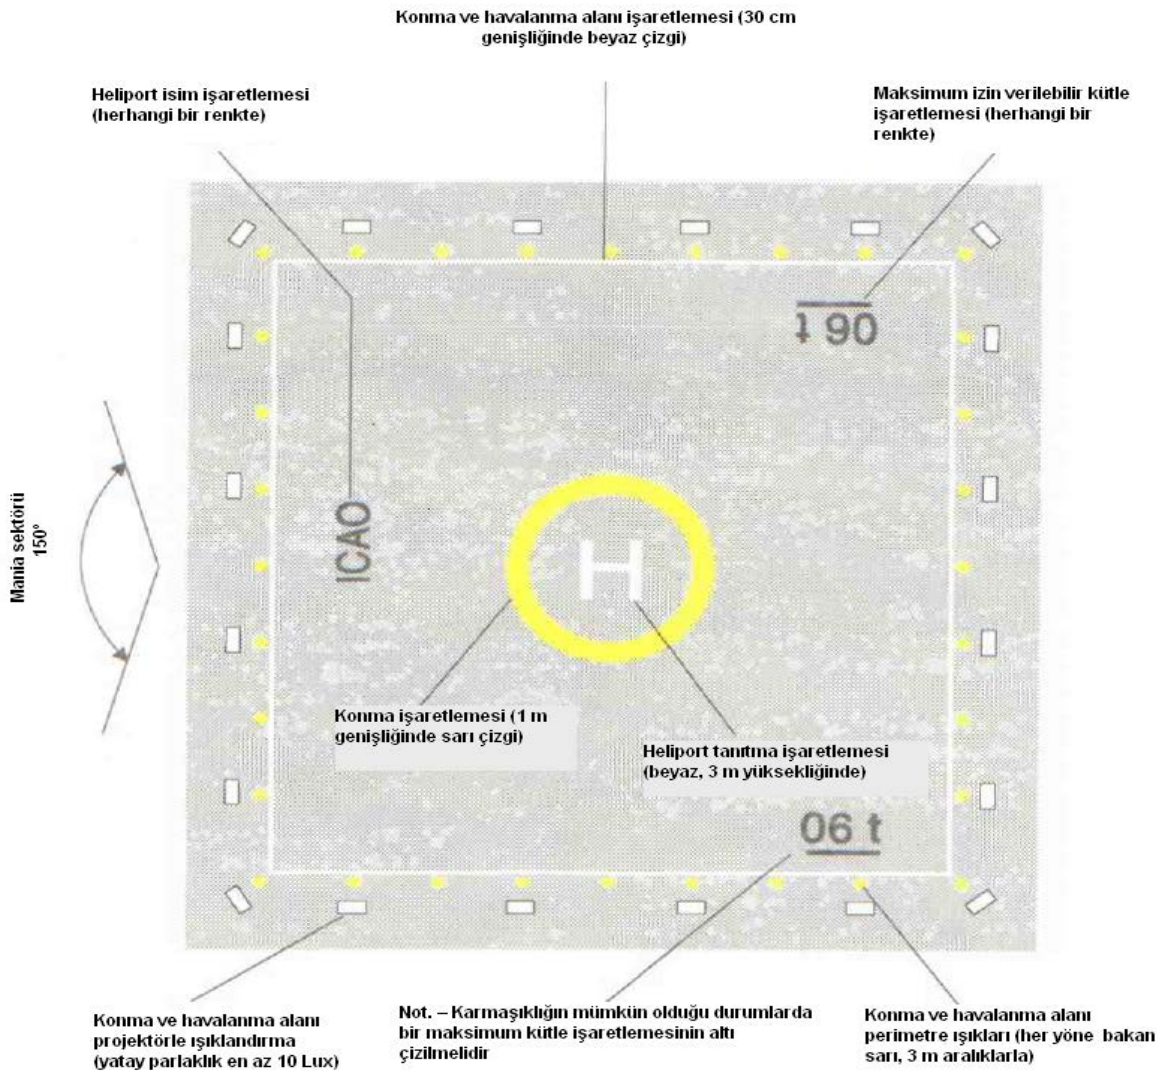 Konma ve havalanma alanı işaretlemesi (30 cm
genişliğinde beyaz çizgi)
Heliport isim işaretlemesi
(herhangi bir renkte)
Maksimum izin verilebilir kütle
işaretlemesi (herhangi bir
renkte)
06 t
Mania sektörü
150°
ICAO
H
Konma işaretlemesi (1 m
genişliğinde sarı çizgi)
Heliport tanıtma işaretlemesi
(beyaz, 3 m yüksekliğinde)
06 t
Konma ve havalanma alanı
projektörle ışıklandırma
(yatay parlaklık en az 10 Lux)
Not. – Karmaşıklığın mümkün olduğu durumlarda
bir maksimum kütle işaretlemesinin altı
çizilmelidir
Konma ve havalanma alanı
perimetre ışıkları (her yöne bakan
sarı, 3 m aralıklarla)